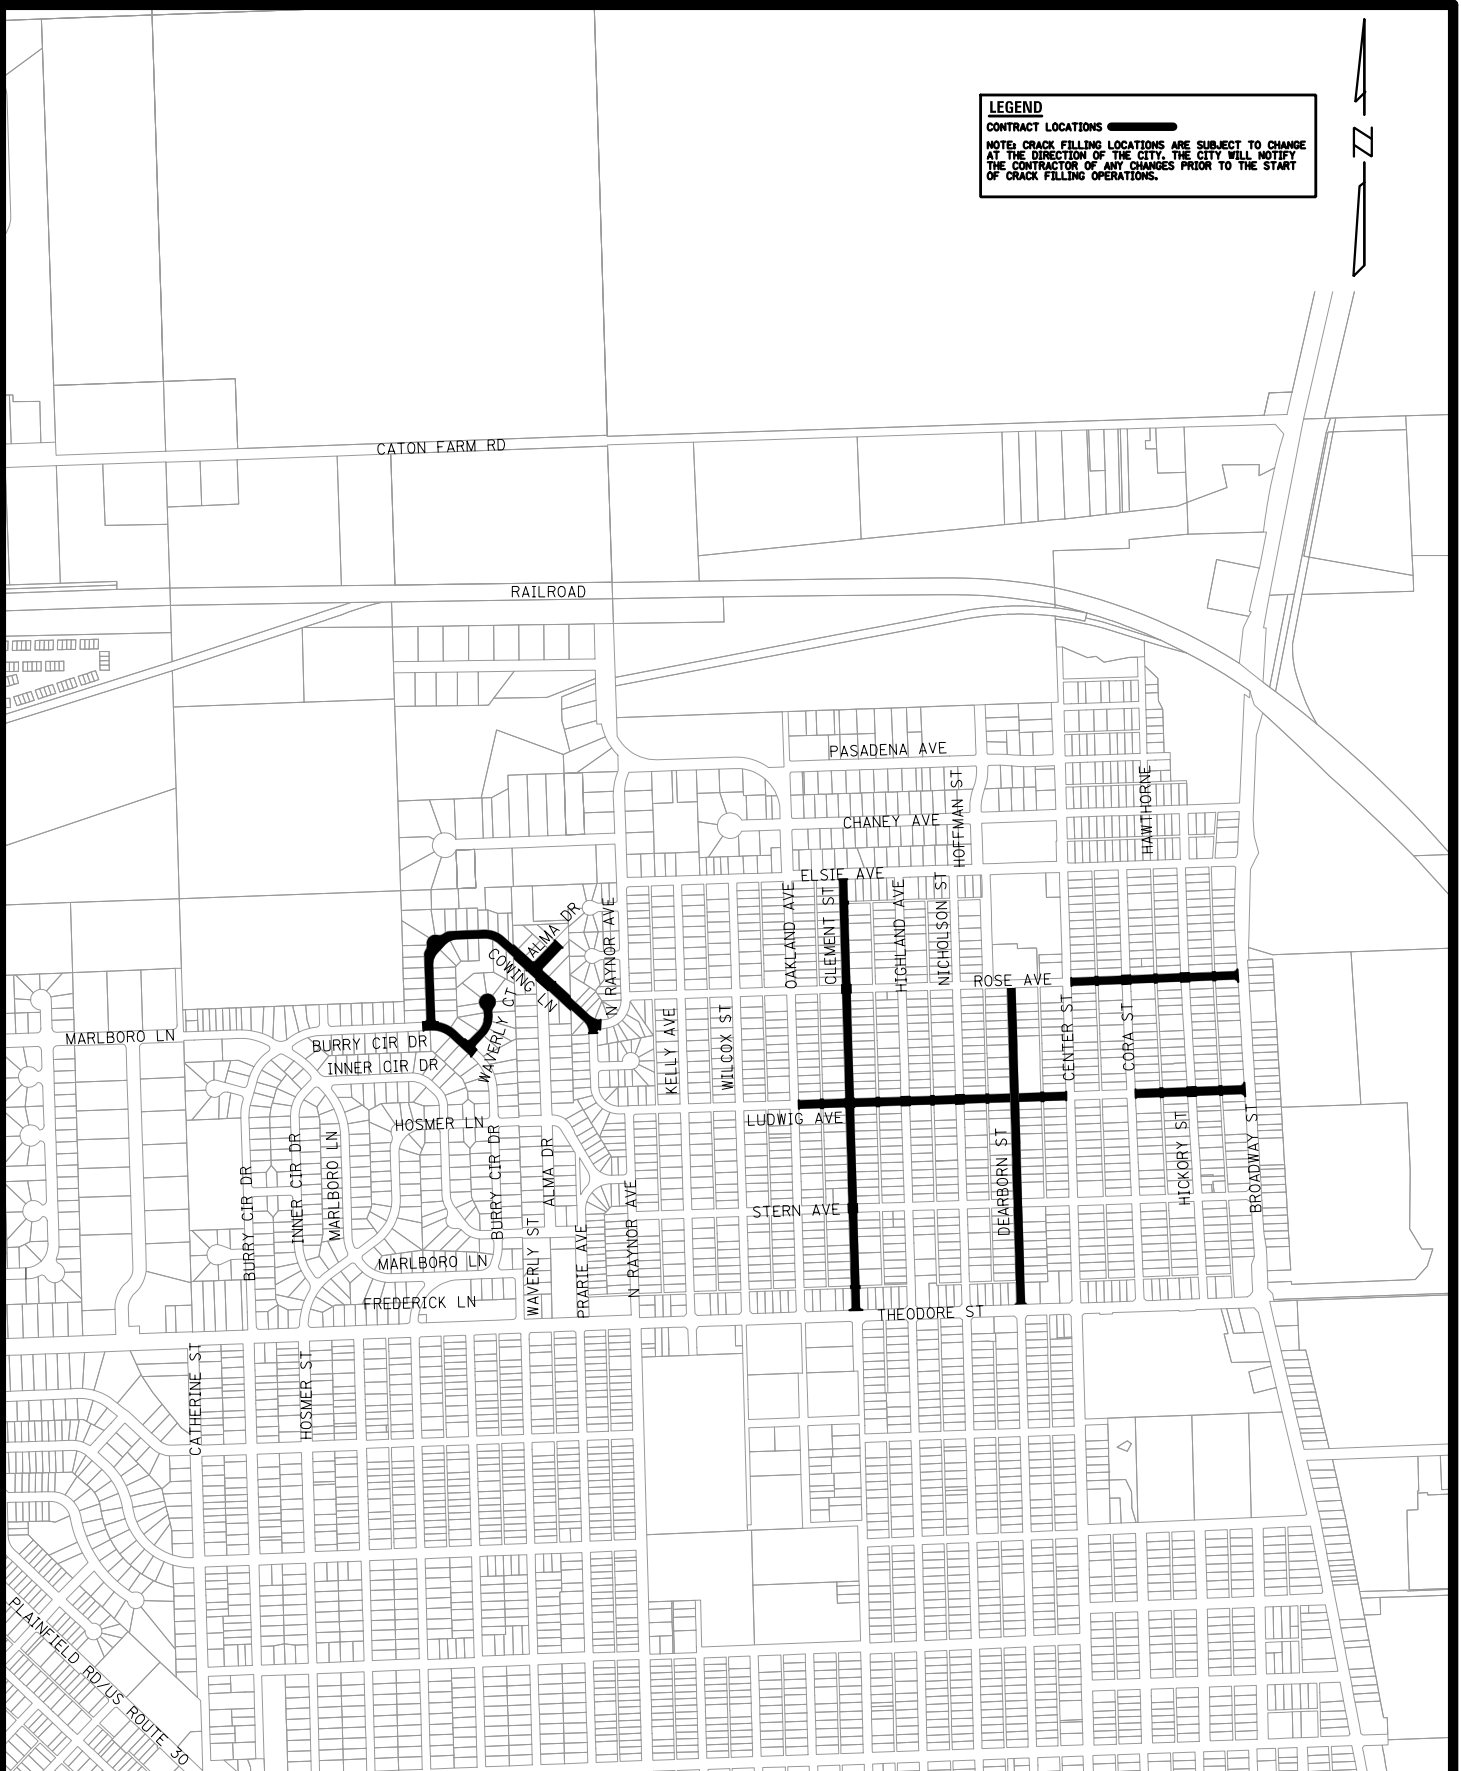 LEGEND
CONTRACT LOCATIONS
NOTE: CRACK FILLING LOCATIONS ARE SUBJECT TO CHANGE
AT THE DIRECTION OF THE CITY. THE CITY WILL NOTIFY
THE CONTRACTOR OF ANY CHANGES PRIOR TO THE START
OF CRACK FILLING OPERATIONS.
N
CATON FARM RD
RAILROAD
PASADENA AVE
HOFFMAN ST
HAWTHORNE
CHANEY AVE
ELSIE AVE
OAKLAND AVE
CLEMENT ST
HIGHLAND AVE
NICHOLSON ST
ALMA DR
N RAYNOR AVE
COWING LN
WAVERLY CT
ROSE AVE
MARLBORO LN
BURRY CIR DR
INNER CIR DR
KELLY AVE
WILCOX ST
CENTER ST
CORA ST
HOSMER LN
LUDWIG AVE
BURRY CIR DR
INNER CIR DR
MARLBORO LN
BURRY CIR DR
ALMA DR
DEARBORN ST
HICKORY ST
BROADWAY ST
STERN AVE
N RAYNOR AVE
WAVERLY ST
PRARIE AVE
MARLBORO LN
FREDERICK LN
THEODORE ST
CATHERINE ST
HOSMER ST
PLAINFIELD RD/US ROUTE 30